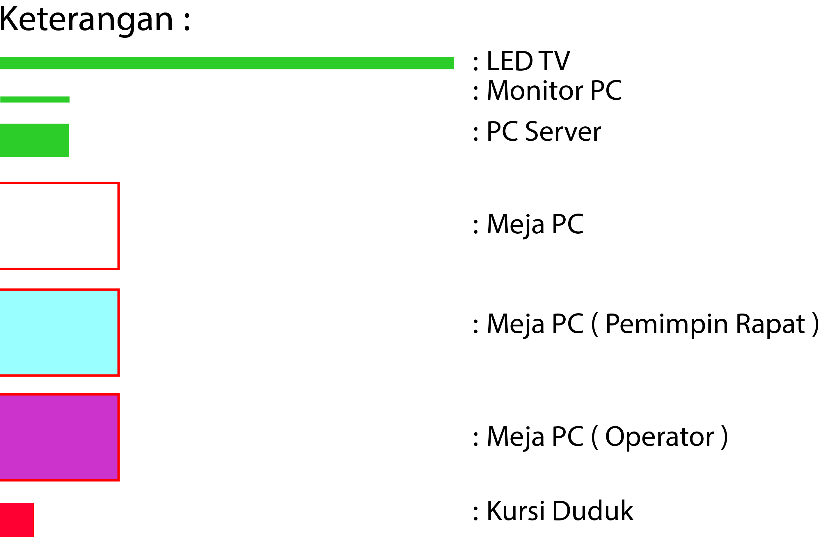 Keterangan :
: LED TV
: Monitor PC
: PC Server
: Meja PC
: Meja PC ( Pemimpin Rapat )
: Meja PC ( Operator )
: Kursi Duduk